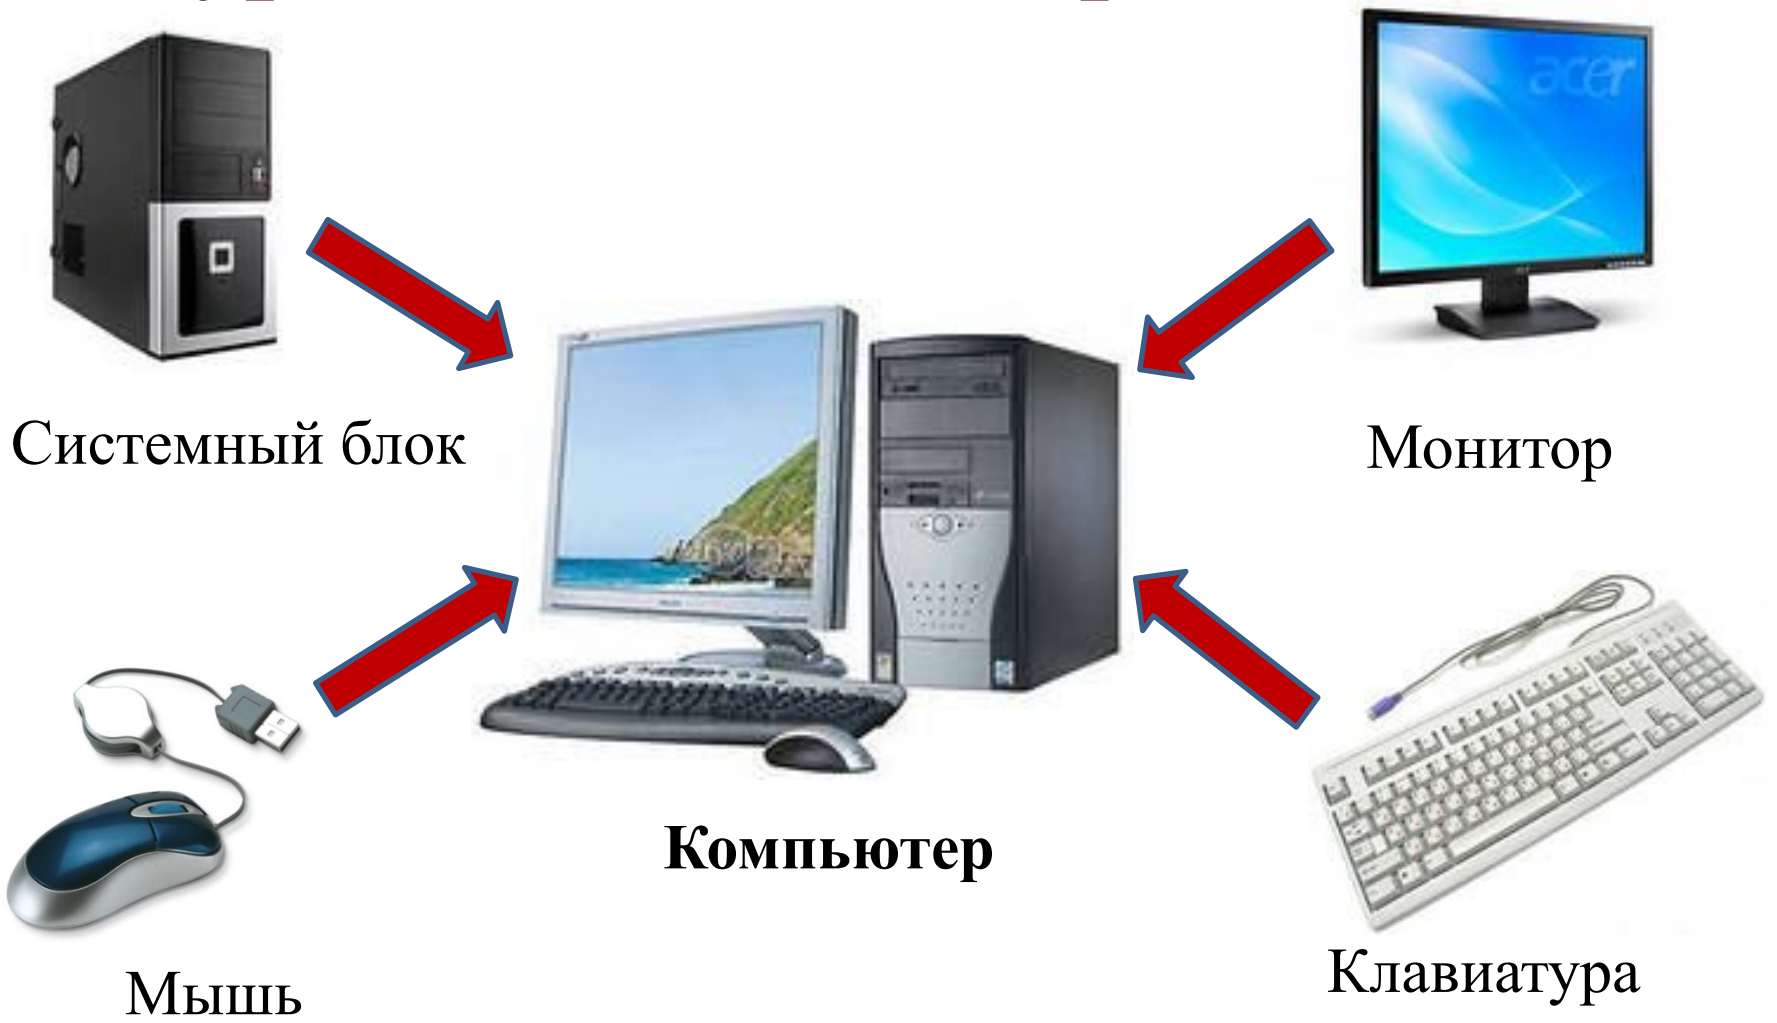 acer
Системный блок
Монитор
Компьютер
Мышь
Клавиатура